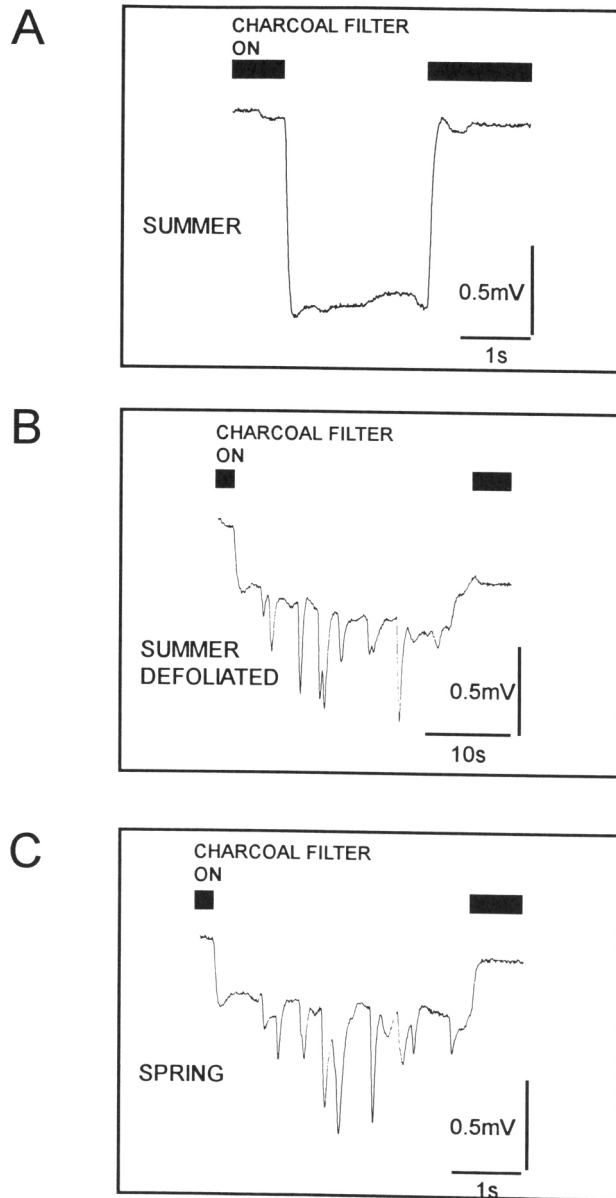 A
CHARCOAL FILTER
ON
SUMMER
0.5mV
1s
B
CHARCOAL FILTER
ON
SUMMER
DEFOLIATED
0.5mV
10s
C
CHARCOAL FILTER
ON
SPRING
0.5mV
1s